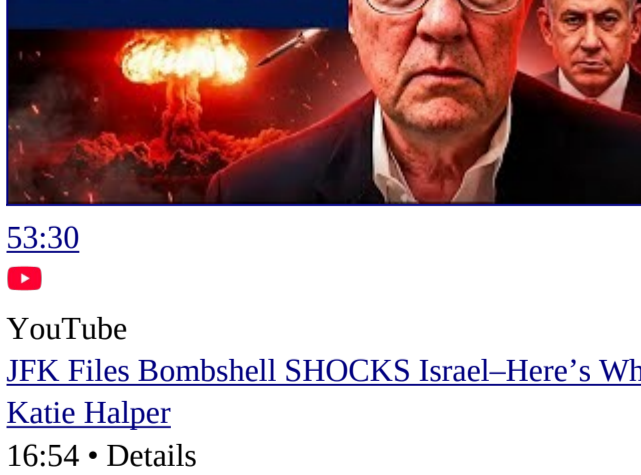 53:30
YouTube
JFK Files Bombshell SHOCKS Israel–Here’s Wh
Katie Halper
16:54 • Details